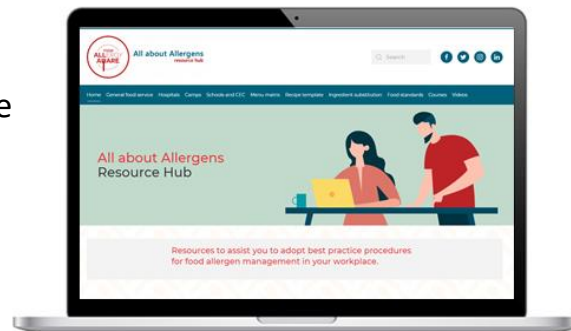 e
FOOD
ALLERGY
AWARE
All about Allergens
resource hub
Search
Home General food service Hospitals Camps Schools and CEC Menu matrix Recipe template Ingredient substitution Food standards Courses Videos
All about Allergens
Resource Hub
Resources to assist you to adopt best practice procedures
for food allergen management in your workplace.